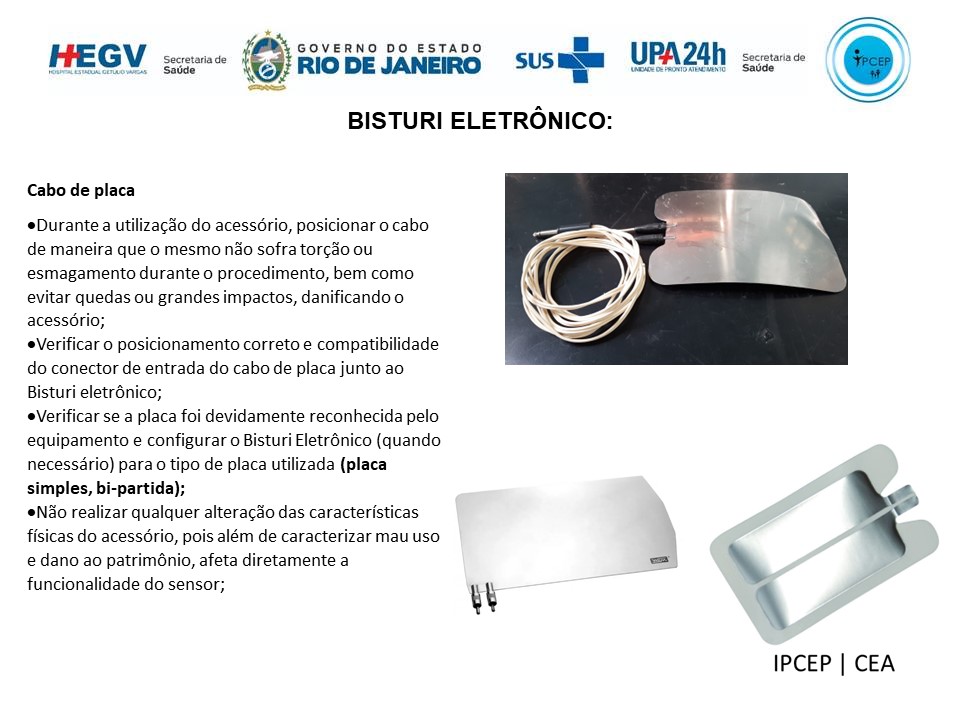 HEGV
HOSPITAL ESTADUAL GETÚLIO VARGAS
Secretaria de
Saúde
GOVERNO DO ESTADO
RIO DE JANEIRO
SUS
UPA24h
UNIDADE DE PRONTO ATENDIMENTO
Secretaria de
Saúde
IPCEP
BISTURI ELETRÔNICO:
Cabo de placa
•Durante a utilização do acessório, posicionar o cabo
de maneira que o mesmo não sofra torção ou
esmagamento durante o procedimento, bem como
evitar quedas ou grandes impactos, danificando o
acessório;
•Verificar o posicionamento correto e compatibilidade
do conector de entrada do cabo de placa junto ao
Bisturi eletrônico;
•Verificar se a placa foi devidamente reconhecida pelo
equipamento e configurar o Bisturi Eletrônico (quando
necessário) para o tipo de placa utilizada (placa
simples, bi-partida);
•Não realizar qualquer alteração das características
físicas do acessório, pois além de caracterizar mau uso
e dano ao patrimônio, afeta diretamente a
funcionalidade do sensor;
IPCEP | CEA